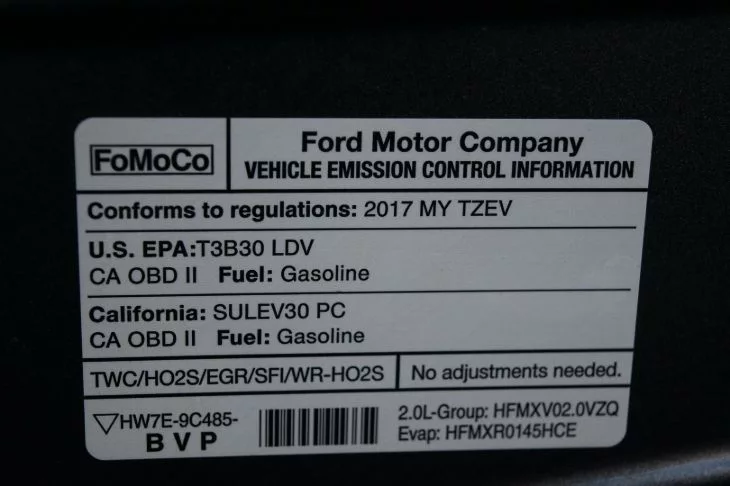 FoMoCo
Ford Motor Company
VEHICLE EMISSION CONTROL INFORMATION
Conforms to regulations: 2017 MY TZEV
U.S. EPA:T3B30 LDV
CA OBD II Fuel: Gasoline
California: SULEV30 PC
CA OBD II Fuel: Gasoline
TWC/HO2S/EGR/SFI/WR-HO2S
No adjustments needed.
▽HW7E-9C485-
B V P
2.0L-Group: HFMXV02.0VZQ
Evap: HFMXR0145HCE